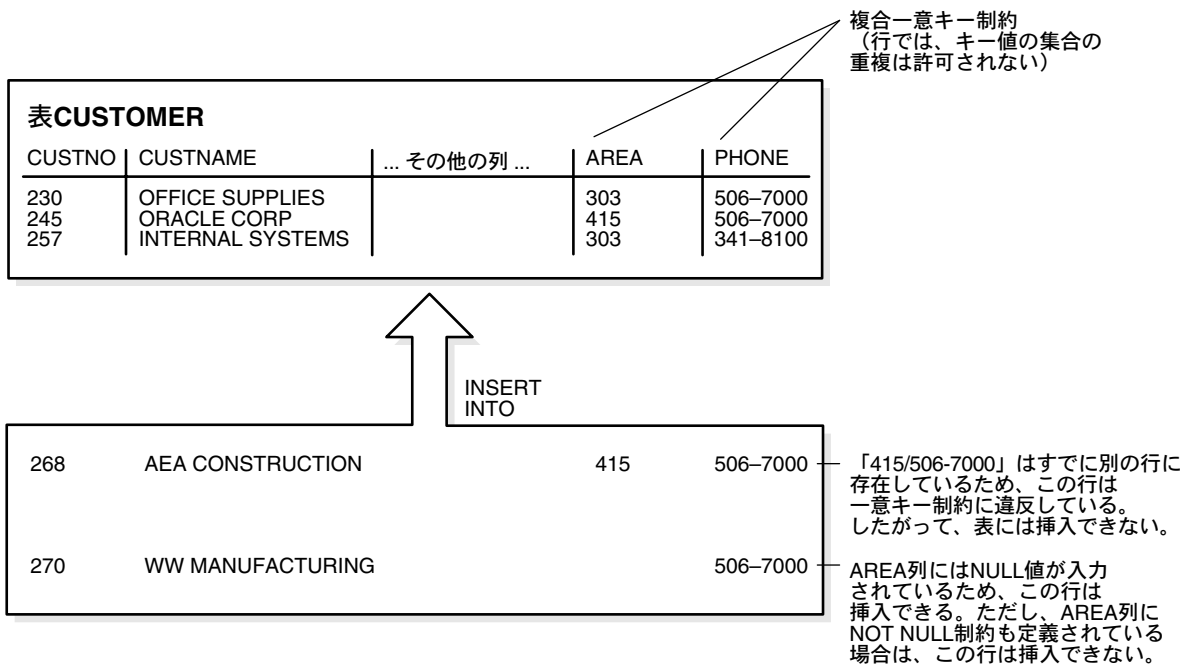 複合一意キー制約
（行では、キー値の集合の
重複は許可されない）
表CUSTOMER
CUSTNO CUSTNAME ... その他の列 ... AREA PHONE
230 OFFICE SUPPLIES 303 506–7000
245 ORACLE CORP 415 506–7000
257 INTERNAL SYSTEMS 303 341–8100
INSERT
INTO
268 AEA CONSTRUCTION 415 506–7000
「415/506-7000」はすでに別の行に
存在しているため、この行は
一意キー制約に違反している。
したがって、表には挿入できない。
270 WW MANUFACTURING 506–7000
AREA列にはNULL値が入力
されているため、この行は
挿入できる。ただし、AREA列に
NOT NULL制約も定義されている
場合は、この行は挿入できない。